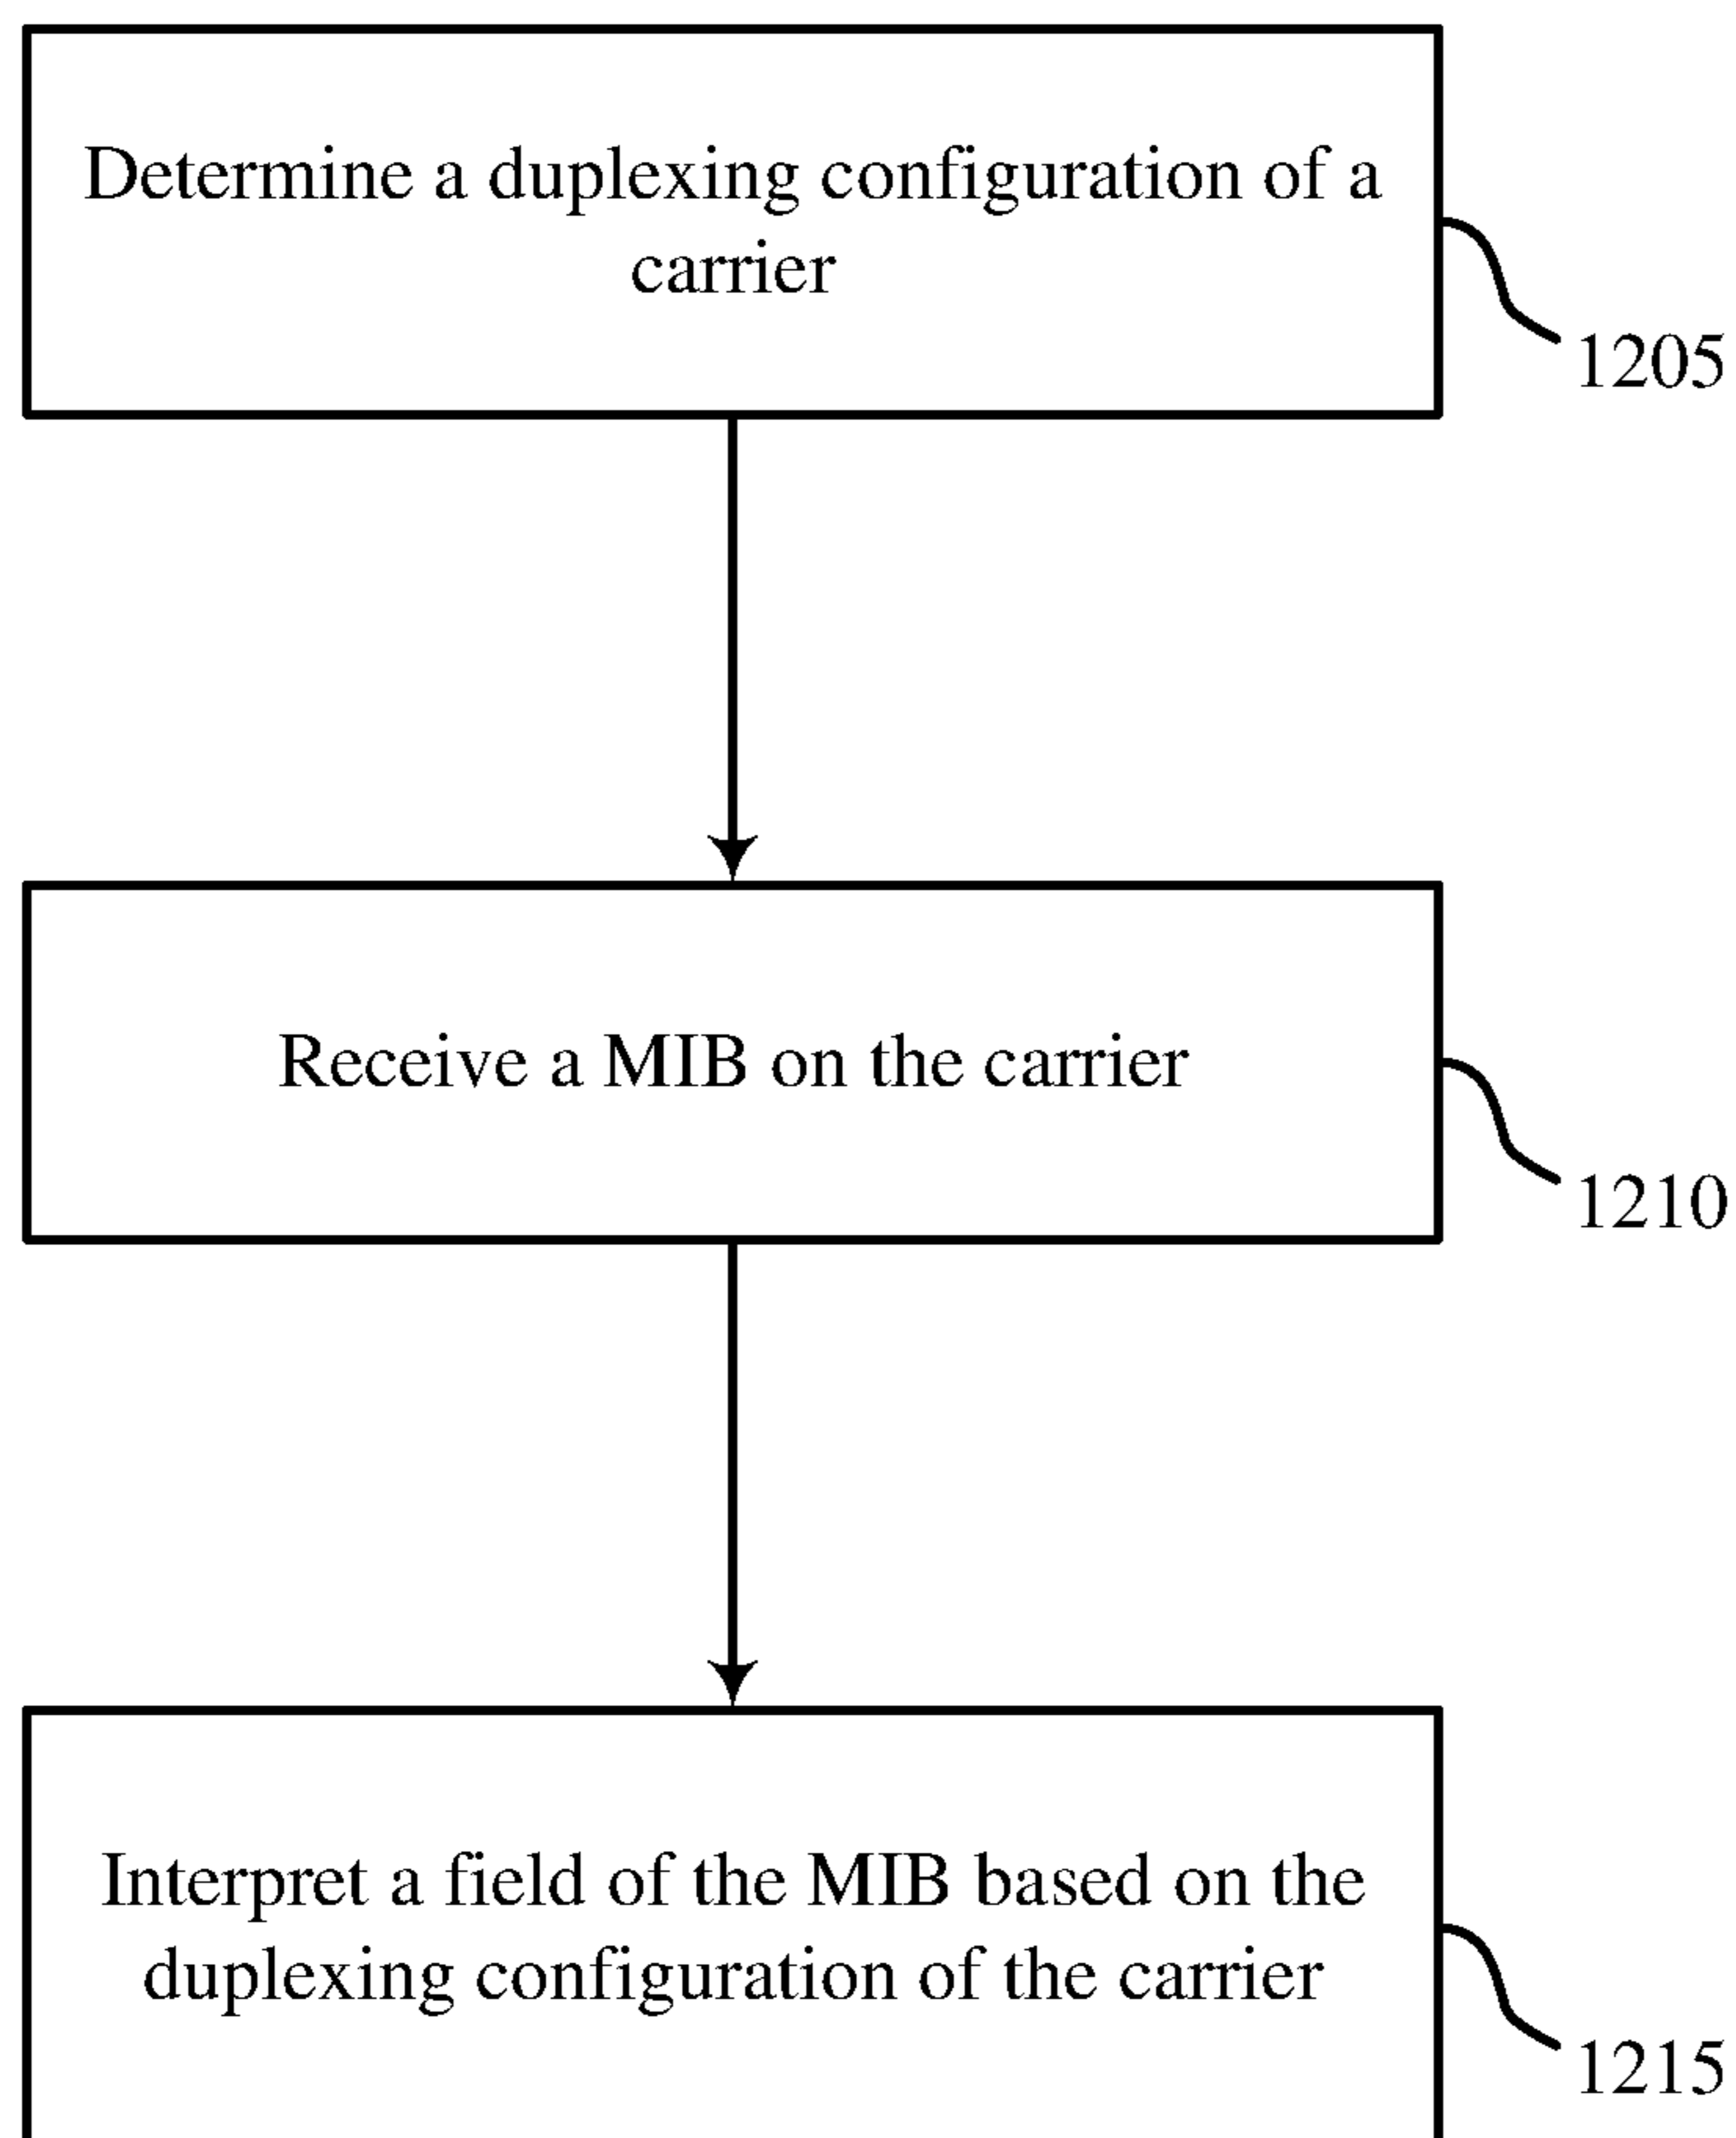 Determine a duplexing configuration of a
carrier
1205
Receive a MIB on the carrier
1210
Interpret a field of the MIB based on the
duplexing configuration of the carrier
1215